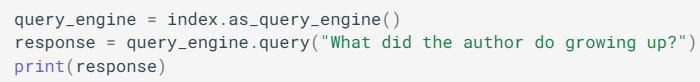 query_engine = index.as_query_engine()
response = query_engine.query("What did the author do growing up?")
print(response)